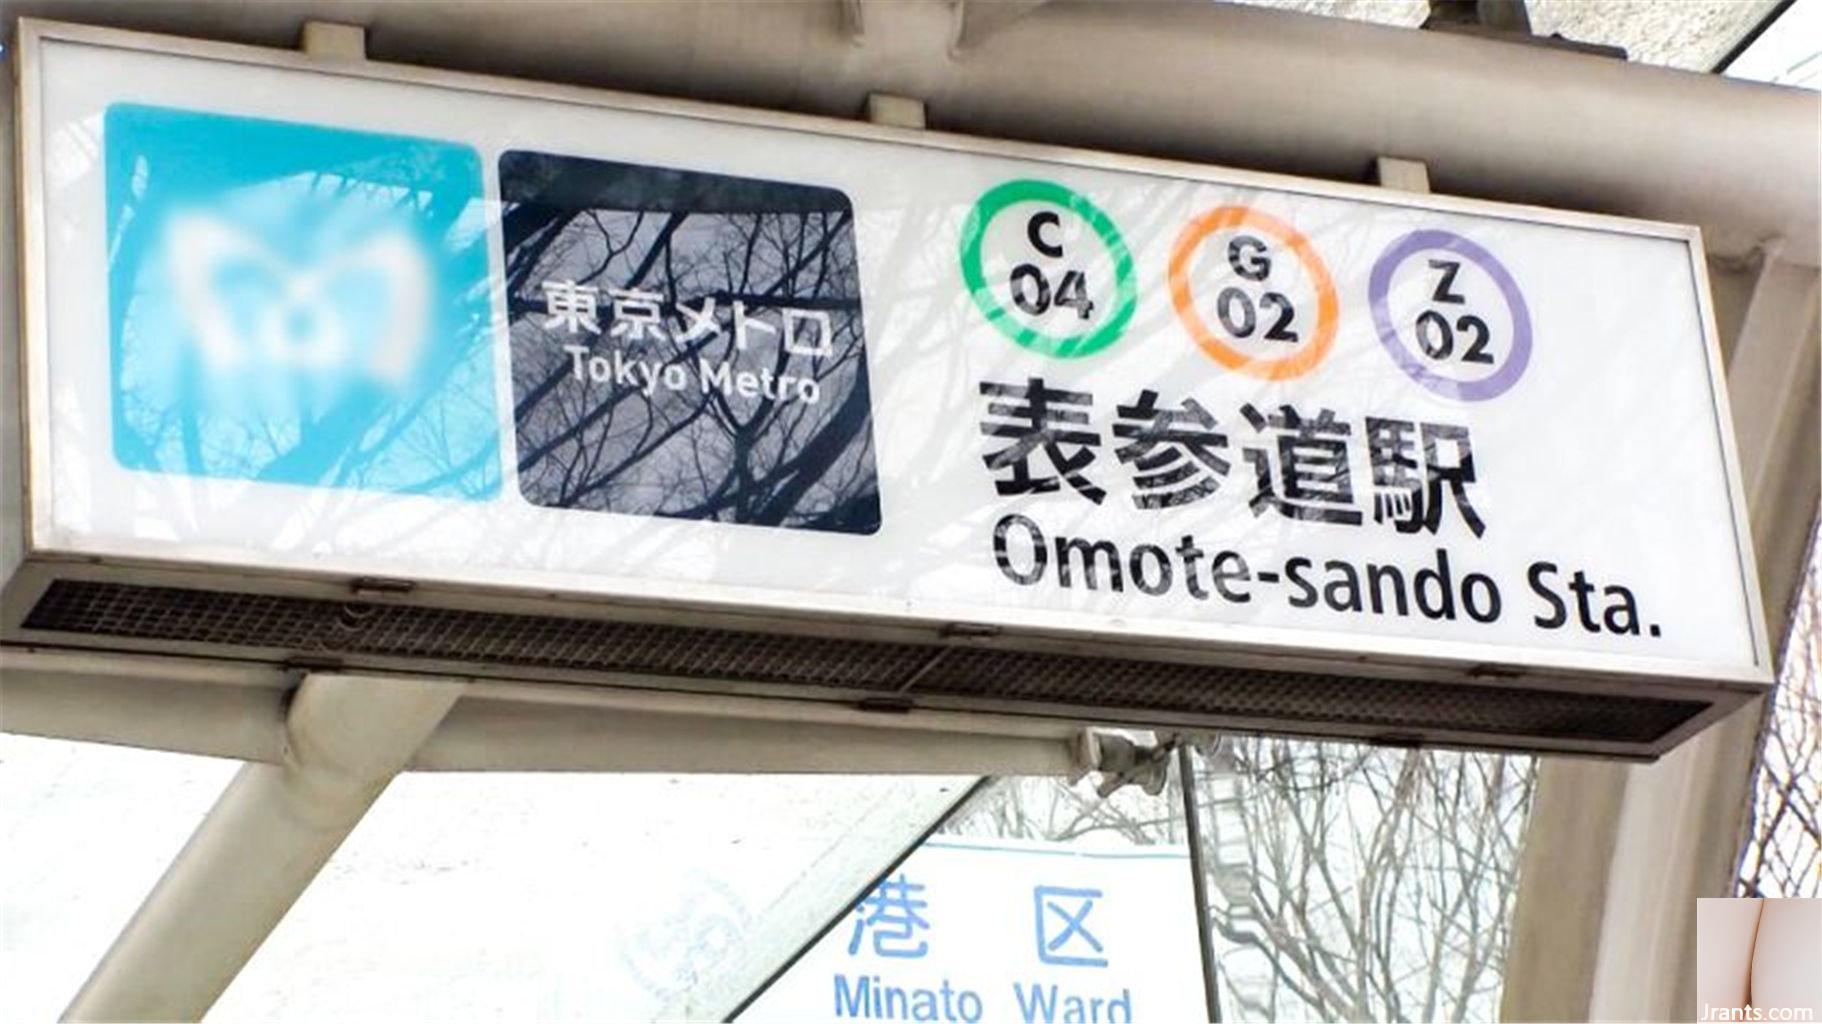 東京メトロ
Tokyo Metro
C
04
G
02
Z
02
表参道駅
Omote-sando Sta.
港区
Minato Ward
Jrants.com